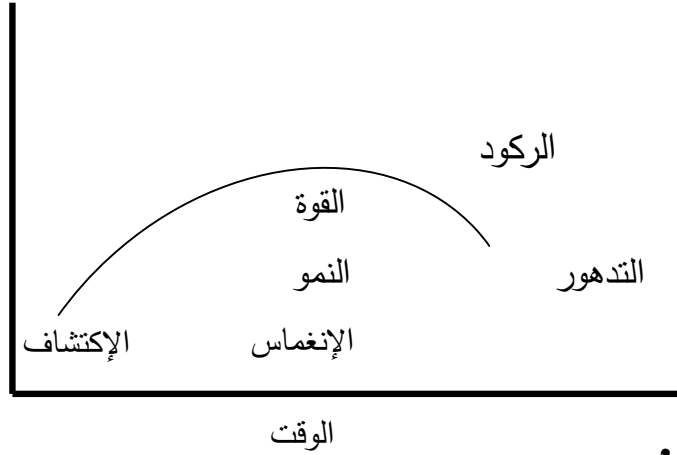 الركود
القوة
النمو
التدهور
الإنغماس
الإكتشاف
الوقت